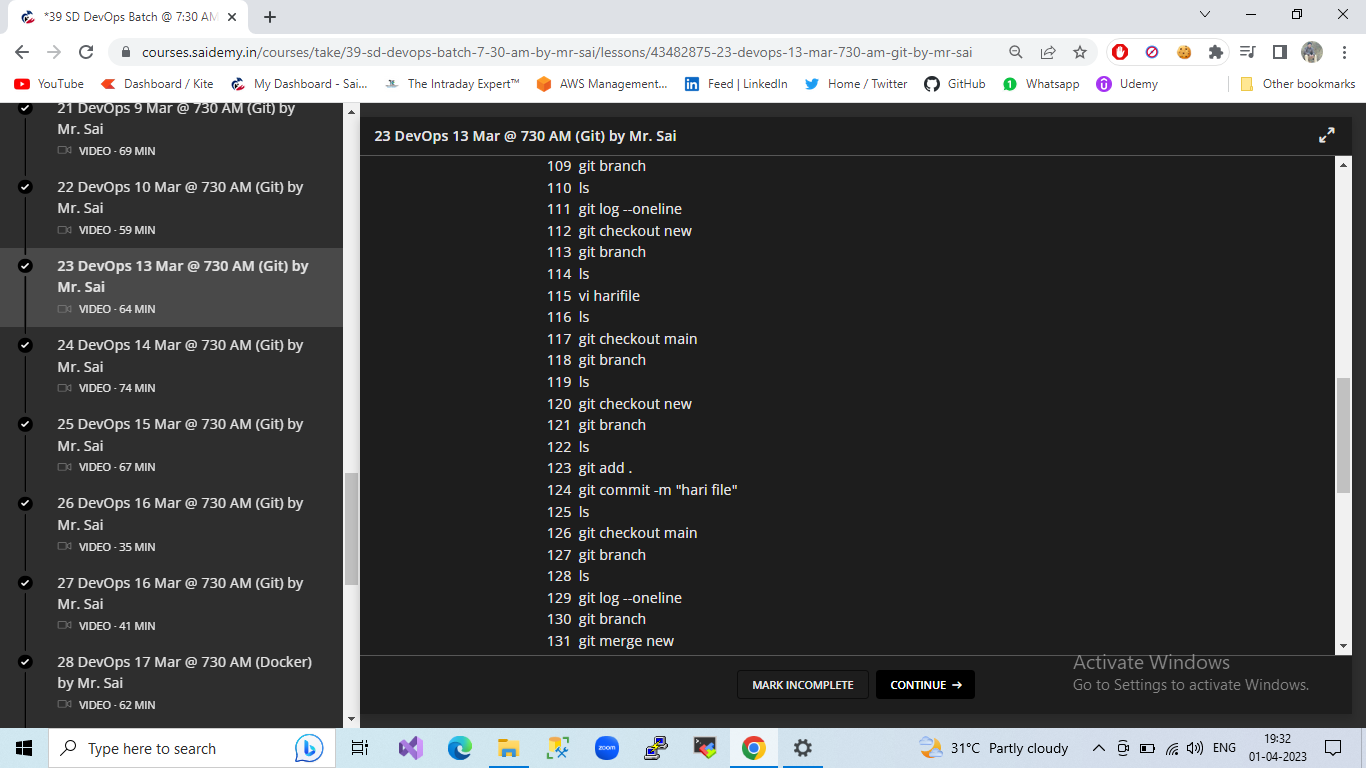 *39 SD DevOps Batch @ 7:30 AM
courses.saidemy.in/courses/take/39-sd-devops-batch-7-30-am-by-mr-sai/lessons/43482875-23-devops-13-mar-730-am-git-by-mr-sai
YouTube
Dashboard / Kite
My Dashboard - Sai...
The Intraday Expert™
AWS Management...
Feed | LinkedIn
Home / Twitter
GitHub
Whatsapp
Udemy
Other bookmarks
21 DevOps 9 Mar @ 730 AM (Git) by
Mr. Sai
VIDEO · 69 MIN
22 DevOps 10 Mar @ 730 AM (Git) by
Mr. Sai
VIDEO · 59 MIN
23 DevOps 13 Mar @ 730 AM (Git) by
Mr. Sai
VIDEO · 64 MIN
24 DevOps 14 Mar @ 730 AM (Git) by
Mr. Sai
VIDEO · 74 MIN
25 DevOps 15 Mar @ 730 AM (Git) by
Mr. Sai
VIDEO · 67 MIN
26 DevOps 16 Mar @ 730 AM (Git) by
Mr. Sai
VIDEO · 35 MIN
27 DevOps 16 Mar @ 730 AM (Git) by
Mr. Sai
VIDEO · 41 MIN
28 DevOps 17 Mar @ 730 AM (Docker)
by Mr. Sai
VIDEO · 62 MIN
23 DevOps 13 Mar @ 730 AM (Git) by Mr. Sai
109 git branch
110 ls
111 git log --oneline
112 git checkout new
113 git branch
114 ls
115 vi harifile
116 ls
117 git checkout main
118 git branch
119 ls
120 git checkout new
121 git branch
122 ls
123 git add .
124 git commit -m "hari file"
125 ls
126 git checkout main
127 git branch
128 ls
129 git log --oneline
130 git branch
131 git merge new
MARK INCOMPLETE
CONTINUE →
Activate Windows
Go to Settings to activate Windows.
Type here to search
zoom
31°C Partly cloudy
ENG
19:32
01-04-2023